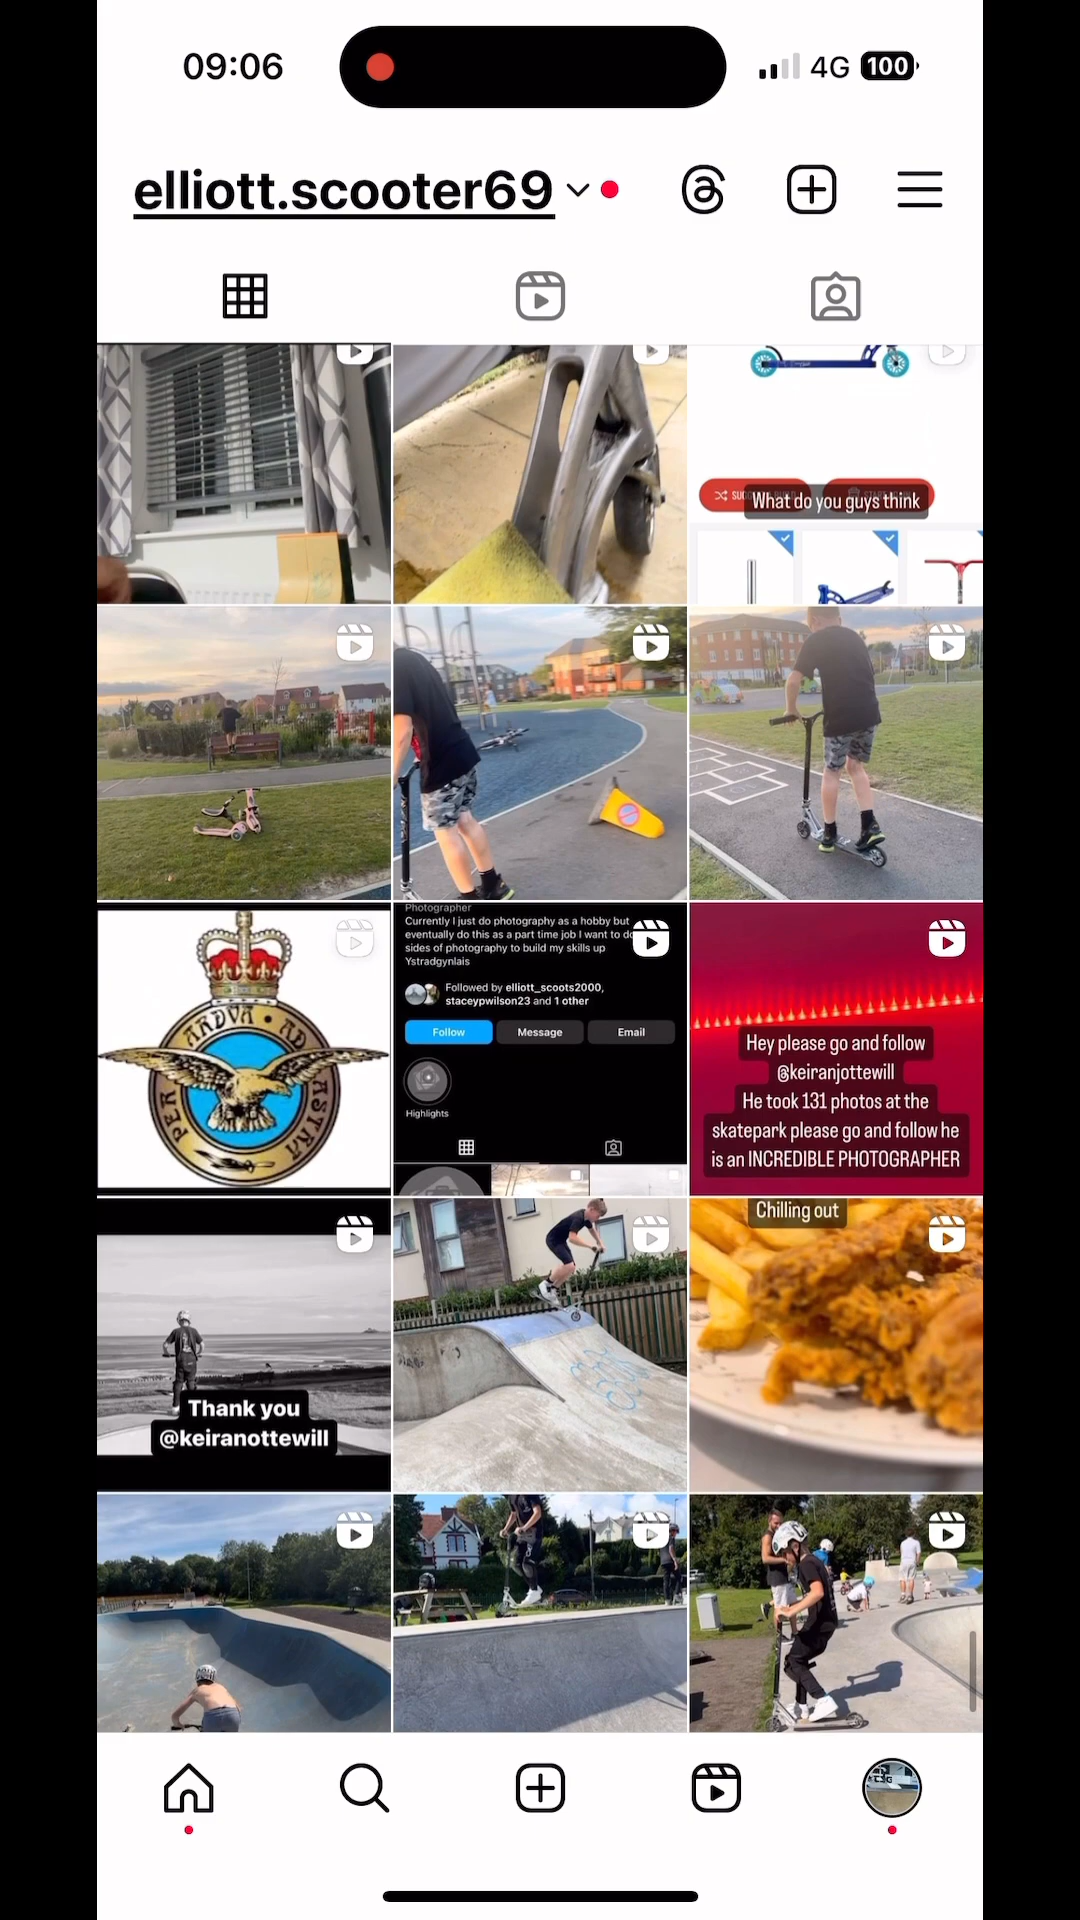 09:06
4G
100
elliott.scooter69
What do you guys think
Photographer
Currently I just do photography as a hobby but
eventually do this as a part time job I want to do
sides of photography to build my skills up
Ystradgynlais
Followed by elliott_scoots2000,
staceypwilson23 and 1 other
Follow
Message
Email
Highlights
PER ARDVA · AD ASTRA
Hey please go and follow
@keiranjottewill
He took 131 photos at the
skatepark please go and follow he
is an INCREDIBLE PHOTOGRAPHER
Thank you
@keiranottewill
Chilling out